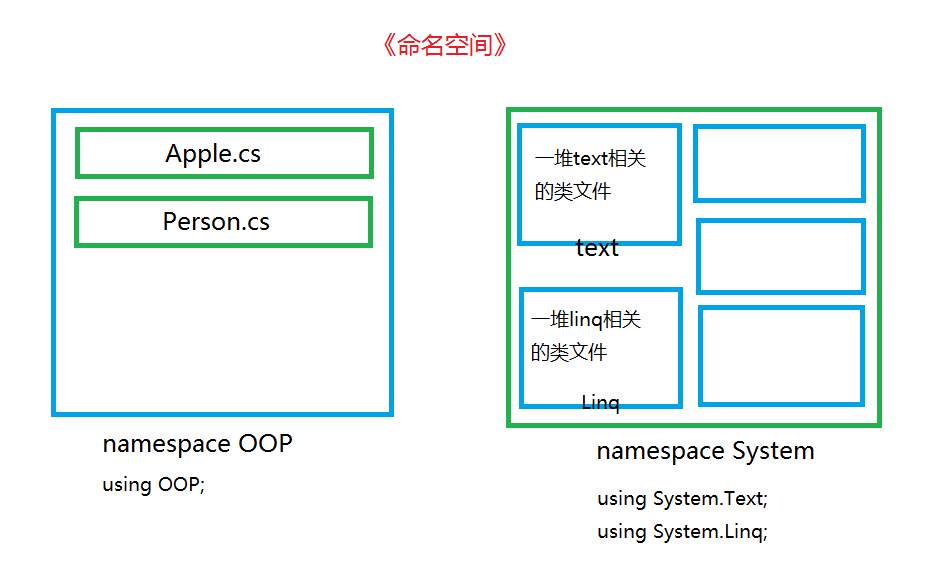 《命名空间》
Apple.cs
Person.cs
namespace OOP
using OOP;
一堆text相关
的类文件
text
一堆linq相关
的类文件
Linq
namespace System
using System.Text;
using System.Linq;